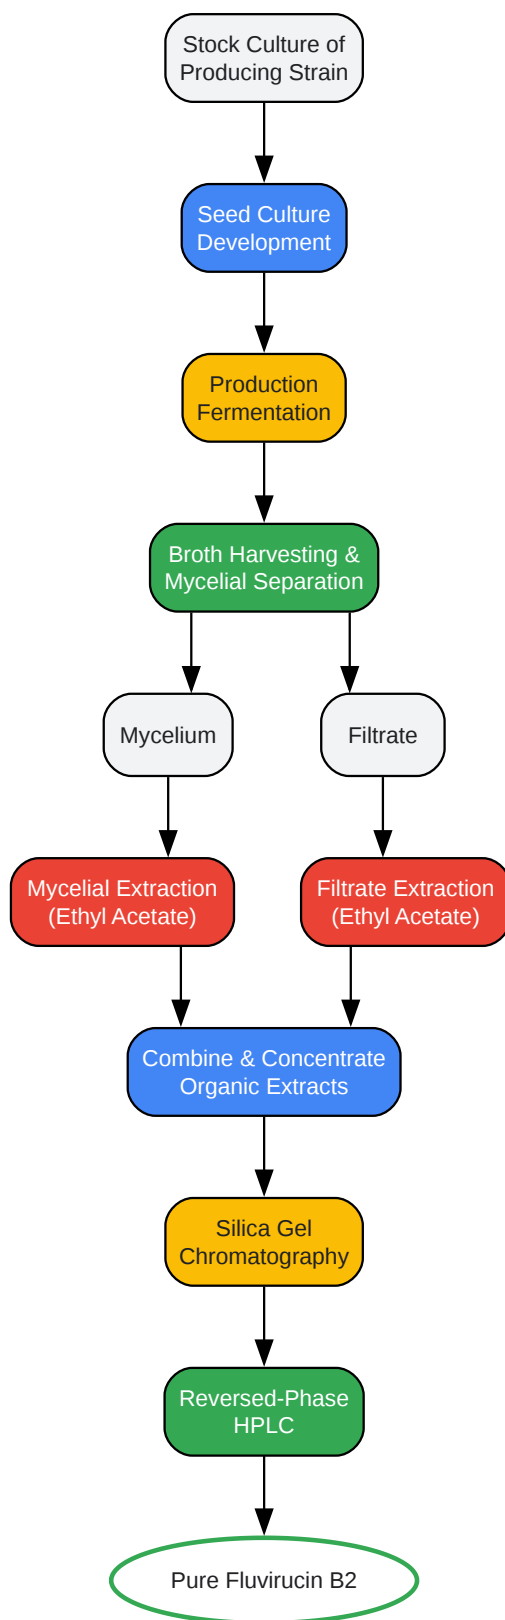 Stock Culture of
Producing Strain
Seed Culture
Development
Production
Fermentation
Broth Harvesting &
Mycelial Separation
Mycelium
Filtrate
Mycelial Extraction
(Ethyl Acetate)
Filtrate Extraction
(Ethyl Acetate)
Combine & Concentrate
Organic Extracts
Silica Gel
Chromatography
Reversed-Phase
HPLC
Pure Fluvirucin B2